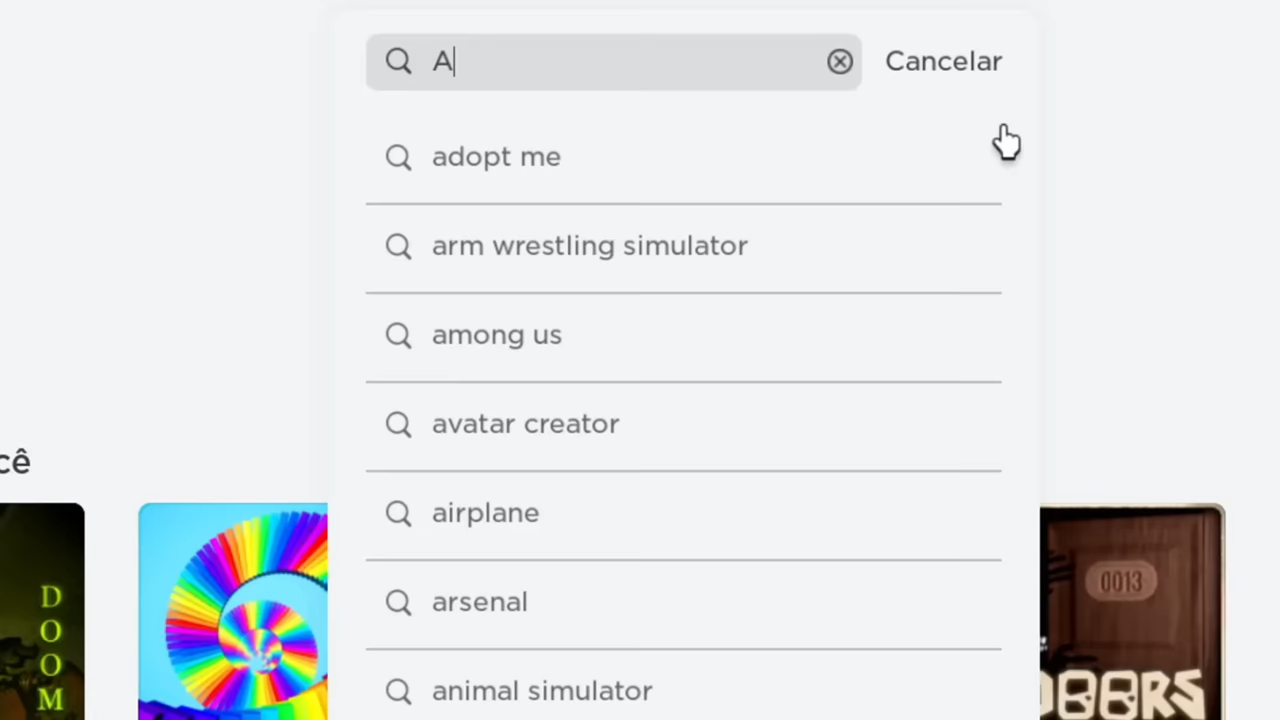 A
Cancelar
adopt me
arm wrestling simulator
among us
avatar creator
cê
airplane
arsenal
animal simulator
DOOM
0013
DOORS